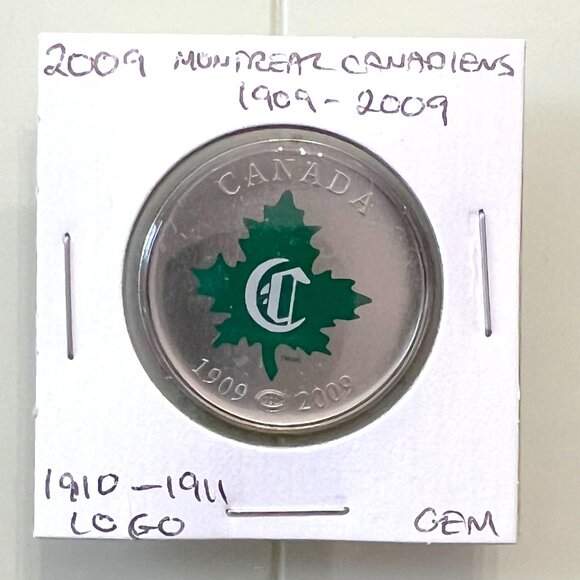 2009 MONTREAL CANADIENS
1909-2009
CANADA
C
1909 2009
1910-1911
LOGO
GEM